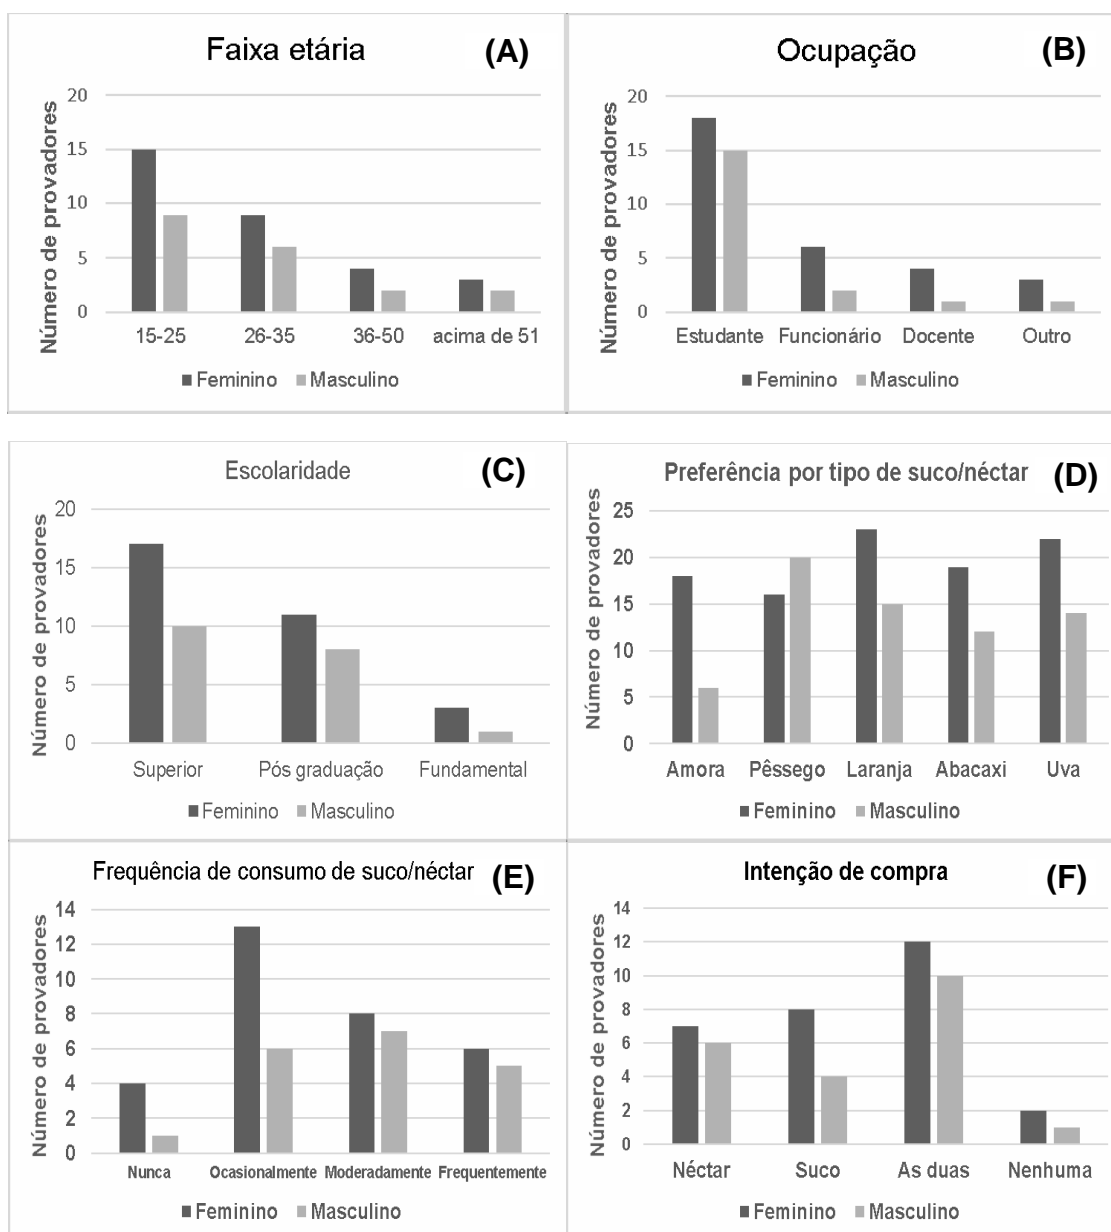 Faixa etária (A)
Número de provadores
20
15
10
5
0
15-25 26-35 36-50 acima de 51
Feminino Masculino
Ocupação (B)
Número de provadores
20
15
10
5
0
Estudante Funcionário Docente Outro
Feminino Masculino
Escolaridade (C)
Número de provadores
20
15
10
5
0
Superior Pós graduação Fundamental
Feminino Masculino
Preferência por tipo de suco/néctar (D)
Número de provadores
25
20
15
10
5
0
Amora Pêssego Laranja Abacaxi Uva
Feminino Masculino
Frequência de consumo de suco/néctar (E)
Número de provadores
14
12
10
8
6
4
2
0
Nunca Ocasionalmente Moderadamente Frequentemente
Feminino Masculino
Intenção de compra (F)
Número de provadores
14
12
10
8
6
4
2
0
Néctar Suco As duas Nenhuma
Feminino Masculino